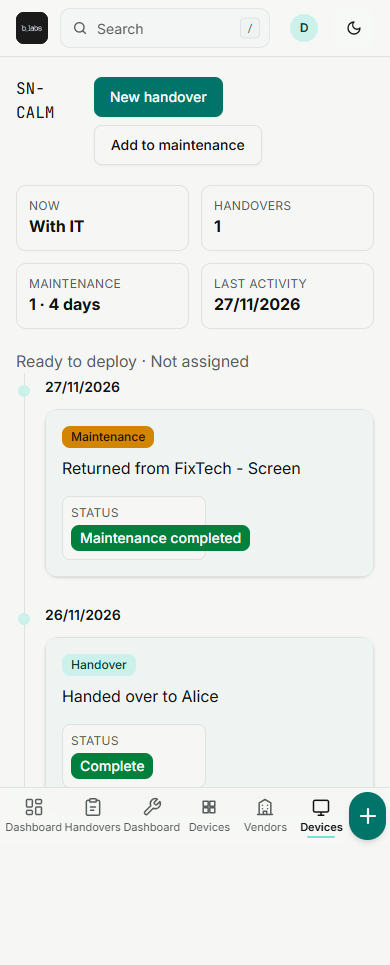 b_labs
Search
/
D
SN-
CALM
New handover
Add to maintenance
NOW
With IT
HANDOVERS
1
MAINTENANCE
1 · 4 days
LAST ACTIVITY
27/11/2026
Ready to deploy · Not assigned
27/11/2026
Maintenance
Returned from FixTech - Screen
STATUS
Maintenance completed
26/11/2026
Handover
Handed over to Alice
STATUS
Complete
Dashboard
Handovers
Dashboard
Devices
Vendors
Devices